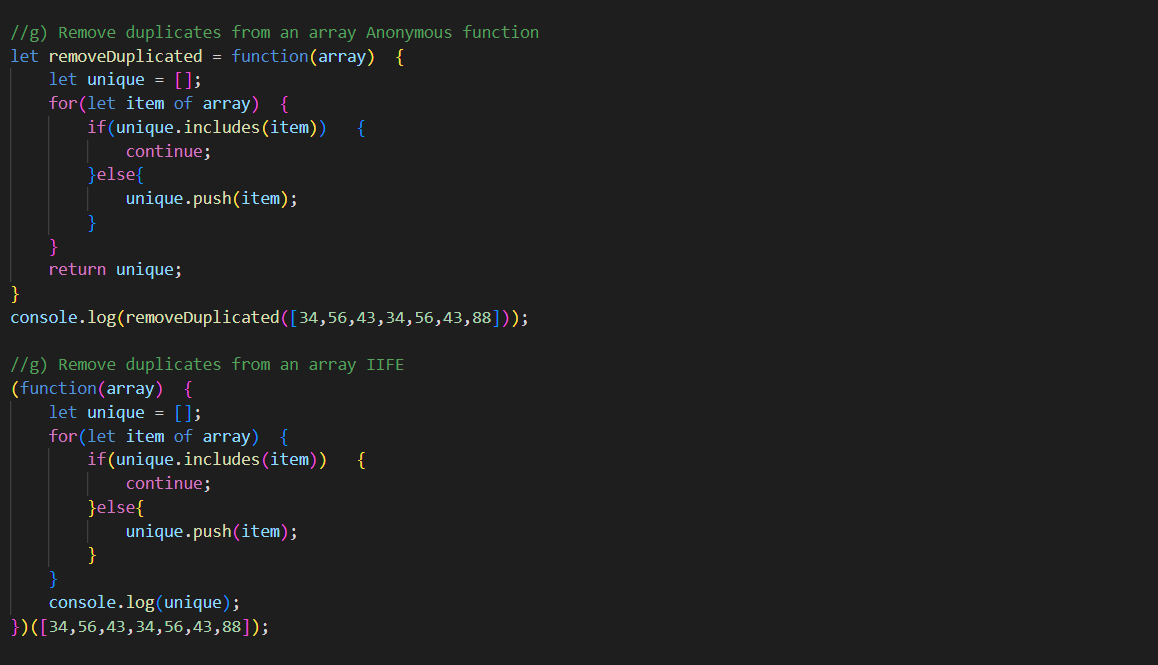 //g) Remove duplicates from an array Anonymous function
let removeDuplicated = function(array)  {
    let unique = [];
    for(let item of array)  {
        if(unique.includes(item))   {
            continue;
        }else{
            unique.push(item);
        }
    }
    return unique;
}
console.log(removeDuplicated([34,56,43,34,56,43,88]));

//g) Remove duplicates from an array IIFE
(function(array)  {
    let unique = [];
    for(let item of array)  {
        if(unique.includes(item))   {
            continue;
        }else{
            unique.push(item);
        }
    }
    console.log(unique);
})([34,56,43,34,56,43,88]);